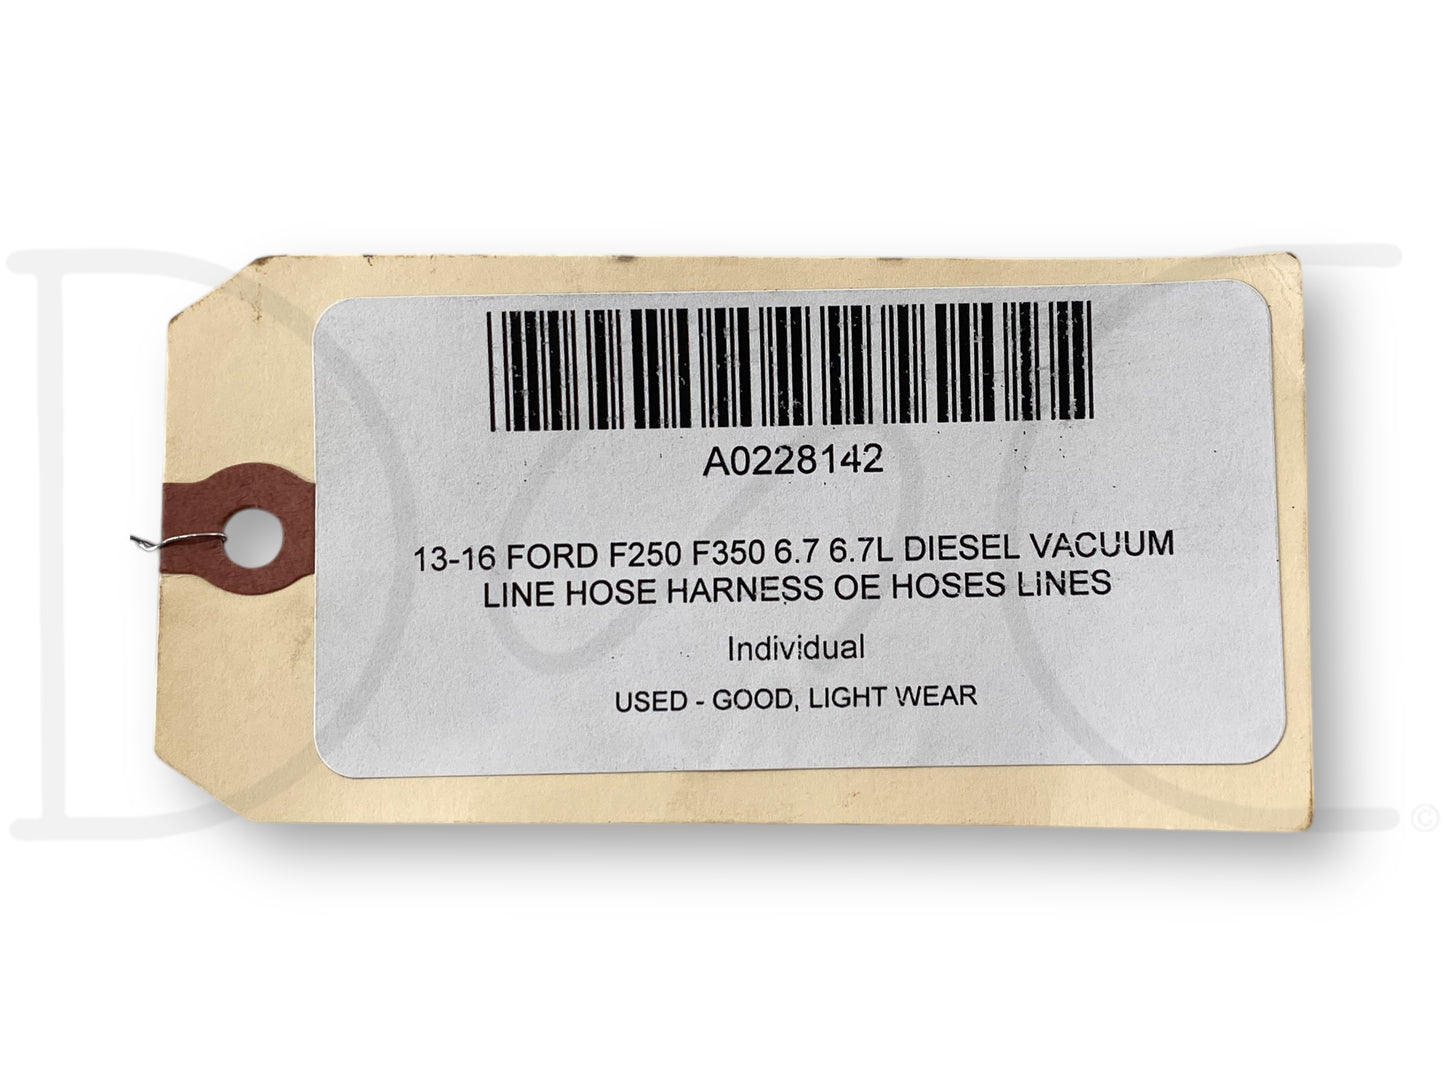 A0228142
13-16 FORD F250 F350 6.7 6.7L DIESEL VACUUM
LINE HOSE HARNESS OE HOSES LINES
Individual
USED - GOOD, LIGHT WEAR
©